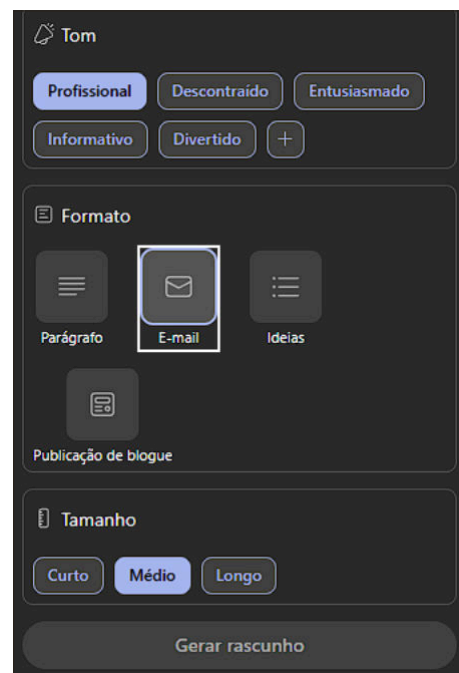 Tom
Profissional Descontraído Entusiasmado
Informativo Divertido +
Formato
Parágrafo E-mail Ideias
Publicação de blogue
Tamanho
Curto Médio Longo
Gerar rascunho